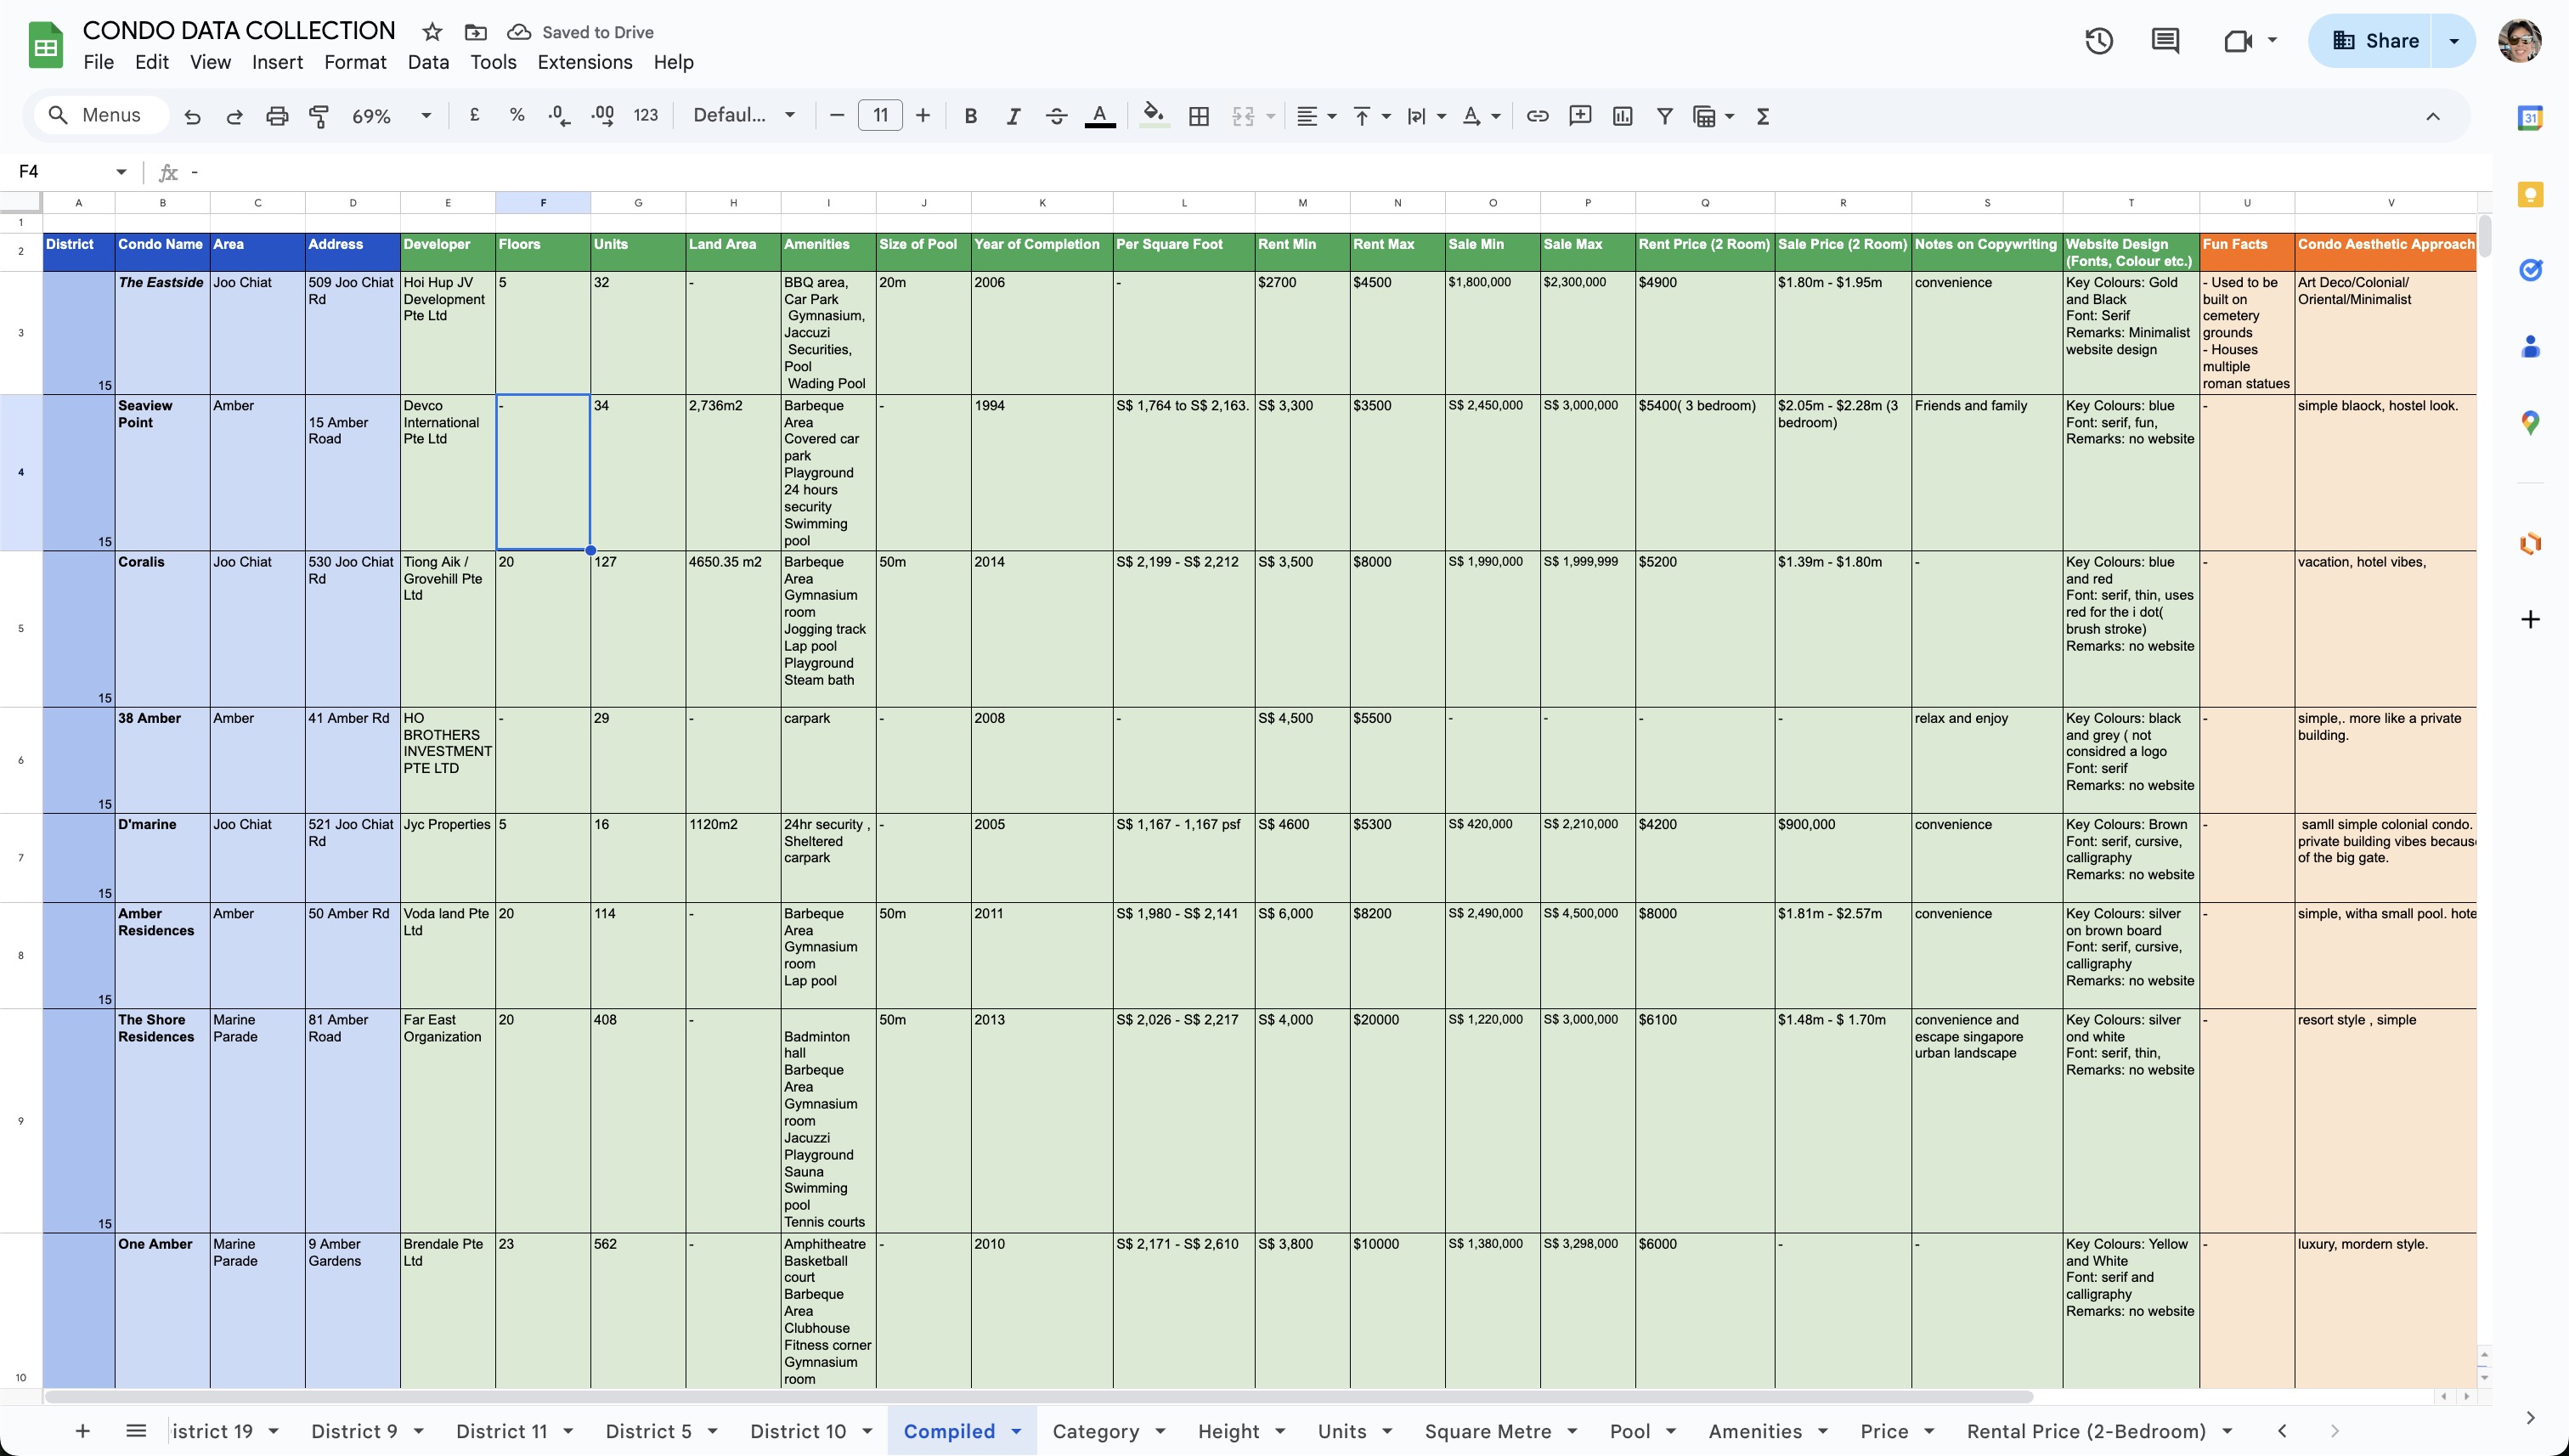 CONDO DATA COLLECTION Saved to Drive
File Edit View Insert Format Data Tools Extensions Help
Share
Menus 69% £ % .0 .00 123 Defaul... 11 B I A A Σ
31
F4 fx -
A B C D E F G H I J K L M N O P Q R S T U V
1
2 District Condo Name Area Address Developer Floors Units Land Area Amenities Size of Pool Year of Completion Per Square Foot Rent Min Rent Max Sale Min Sale Max Rent Price (2 Room) Sale Price (2 Room) Notes on Copywriting Website Design Fun Facts Condo Aesthetic Approach
(Fonts, Colour etc.)
The Eastside Joo Chiat 509 Joo Chiat Hoi Hup JV 5 32 - BBQ area, 20m 2006 - $2700 $4500 $1,800,000 $2,300,000 $4900 $1.80m - $1.95m convenience Key Colours: Gold - Used to be Art Deco/Colonial/
Rd Development Car Park and Black built on Oriental/Minimalist
Pte Ltd Gymnasium, Font: Serif cemetery
3 Jaccuzi Remarks: Minimalist grounds
Securities, website design - Houses
Pool multiple
15 Wading Pool roman statues
Seaview Amber Devco - 34 2,736m2 Barbeque - 1994 S$ 1,764 to S$ 2,163. S$ 3,300 $3500 S$ 2,450,000 S$ 3,000,000 $5400( 3 bedroom) $2.05m - $2.28m (3 Friends and family Key Colours: blue - simple blaock, hostel look.
Point 15 Amber International Area bedroom) Font: serif, fun,
Road Pte Ltd Covered car Remarks: no website
park
4 Playground
24 hours
security
Swimming
15 pool
Coralis Joo Chiat 530 Joo Chiat Tiong Aik / 20 127 4650.35 m2 Barbeque 50m 2014 S$ 2,199 - S$ 2,212 S$ 3,500 $8000 S$ 1,990,000 S$ 1,999,999 $5200 $1.39m - $1.80m - Key Colours: blue - vacation, hotel vibes,
Rd Grovehill Pte Area and red
Ltd Gymnasium Font: serif, thin, uses
room red for the i dot(
5 Jogging track brush stroke)
Lap pool Remarks: no website
Playground
Steam bath
15
38 Amber Amber 41 Amber Rd HO - 29 - carpark - 2008 - S$ 4,500 $5500 - - - - relax and enjoy Key Colours: black - simple,. more like a private
BROTHERS and grey ( not building.
INVESTMENT considred a logo
6 PTE LTD Font: serif
Remarks: no website
15
D'marine Joo Chiat 521 Joo Chiat Jyc Properties 5 16 1120m2 24hr security , - 2005 S$ 1,167 - 1,167 psf S$ 4600 $5300 S$ 420,000 S$ 2,210,000 $4200 $900,000 convenience Key Colours: Brown - samll simple colonial condo.
Rd Sheltered Font: serif, cursive, private building vibes becaus
7 carpark calligraphy of the big gate.
Remarks: no website
15
Amber Amber 50 Amber Rd Voda land Pte 20 114 - Barbeque 50m 2011 S$ 1,980 - S$ 2,141 S$ 6,000 $8200 S$ 2,490,000 S$ 4,500,000 $8000 $1.81m - $2.57m convenience Key Colours: silver - simple, witha small pool. hote
Residences Ltd Area on brown board
Gymnasium Font: serif, cursive,
8 room calligraphy
Lap pool Remarks: no website
15
The Shore Marine 81 Amber Far East 20 408 - 50m 2013 S$ 2,026 - S$ 2,217 S$ 4,000 $20000 S$ 1,220,000 S$ 3,000,000 $6100 $1.48m - $ 1.70m convenience and Key Colours: silver - resort style , simple
Residences Parade Road Organization Badminton escape singapore ond white
hall urban landscape Font: serif, thin,
Barbeque Remarks: no website
Area
Gymnasium
9 room
Jacuzzi
Playground
Sauna
Swimming
pool
15 Tennis courts
One Amber Marine 9 Amber Brendale Pte 23 562 - Amphitheatre - 2010 S$ 2,171 - S$ 2,610 S$ 3,800 $10000 S$ 1,380,000 S$ 3,298,000 $6000 - - Key Colours: Yellow - luxury, mordern style.
Parade Gardens Ltd Basketball and White
court Font: serif and
Barbeque calligraphy
Area Remarks: no website
Clubhouse
Fitness corner
Gymnasium
10 room
istrict 19 District 9 District 11 District 5 District 10 Compiled Category Height Units Square Metre Pool Amenities Price Rental Price (2-Bedroom)